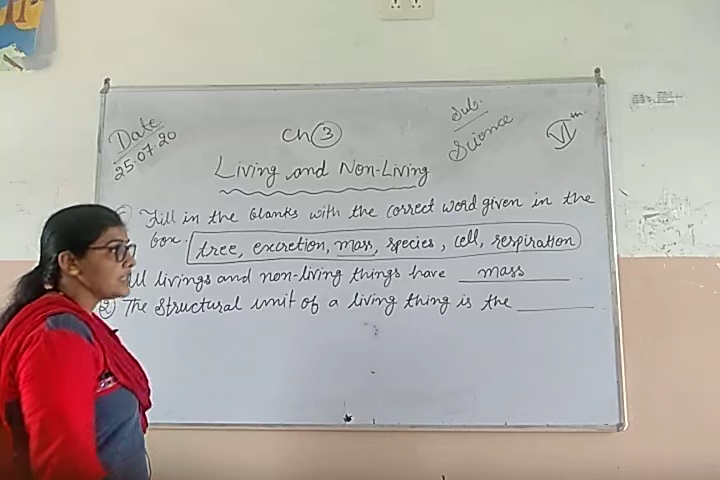 Date
25.07.20
Ch 3
Sub.
Science
VI th
Living and Non-Living
Fill in the blanks with the correct word given in the
box. tree, excretion, mass, species, cell, respiration
ll livings and non-living things have mass
2 The structural unit of a living thing is the